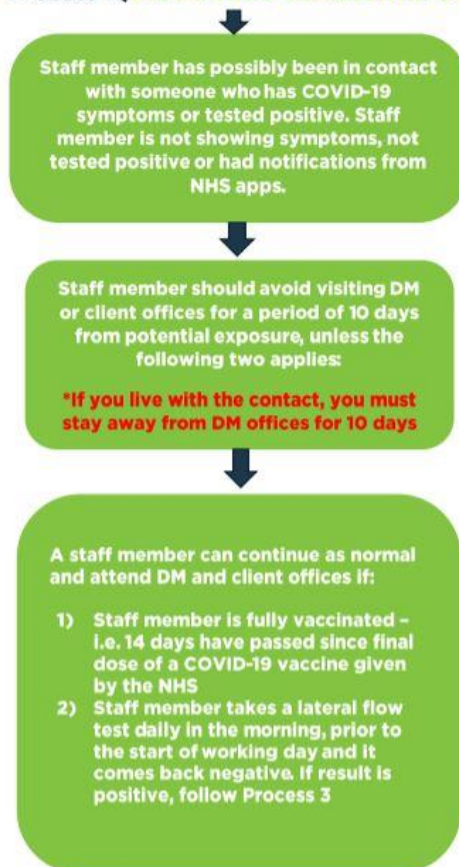 Staff member has possibly been in contact
with someone who has COVID-19
symptoms or tested positive. Staff
member is not showing symptoms, not
tested positive or had notifications from
NHS apps.
Staff member should avoid visiting DM
or client offices for a period of 10 days
from potential exposure, unless the
following two applies:
*If you live with the contact, you must
stay away from DM offices for 10 days
A staff member can continue as normal
and attend DM and client offices if:
1) Staff member is fully vaccinated –
i.e. 14 days have passed since final
dose of a COVID-19 vaccine given
by the NHS
2) Staff member takes a lateral flow
test daily in the morning, prior to
the start of working day and it
comes back negative. If result is
positive, follow Process 3